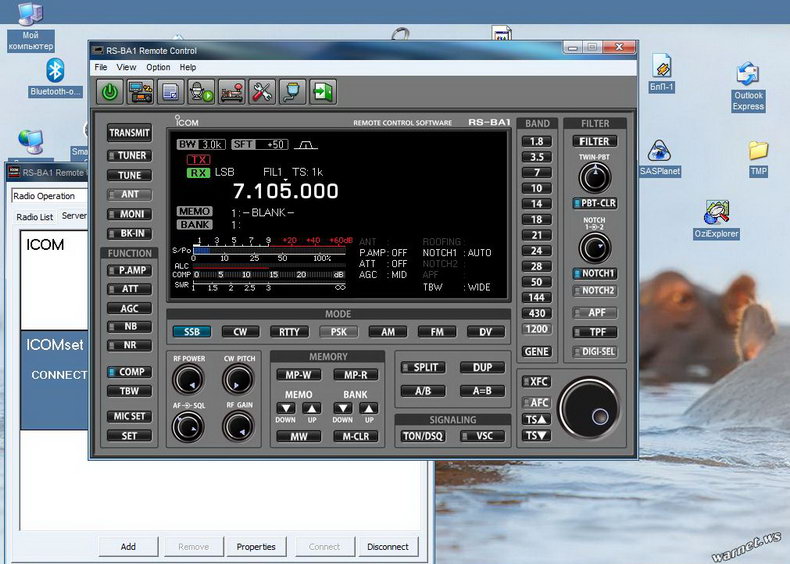 Мой
компьютер
Bluetooth-o...
БлП-1
Outlook
Express
SASPlanet
TMP
OziExplorer
RS-BA1 Remote Control
File View Option Help
ICOM REMOTE CONTROL SOFTWARE RS-BA1
TRANSMIT
TUNER
TUNE
ANT
MONI
BK-IN
FUNCTION
P.AMP
ATT
AGC
NB
NR
COMP
TBW
MIC SET
SET
BW 3.0k SFT +50
TX
RX LSB FIL1 TS: 1k
7.105.000
MEMO 1: -BLANK-
BANK 1:
1 3 5 7 9 +20 +40 +60dB
S/Po
0 10 25 50 100%
ALC
COMP 0 5 10 15 20 dB
SWR 1 1.5 2 2.5 3 ∞
ANT :
P.AMP: OFF
ATT : OFF
AGC : MID
ROOFING:
NOTCH1 : AUTO
NOTCH2 :
APF :
TBW : WIDE
MODE
SSB CW RTTY PSK AM FM DV
RF POWER CW PITCH
AF SQL RF GAIN
MEMORY
MP-W MP-R
MEMO BANK
DOWN UP DOWN UP
MW M-CLR
SPLIT DUP
A/B A=B
SIGNALING
TON/DSQ VSC
BAND
1.8
3.5
7
10
14
18
21
24
28
50
144
430
1200
GENE
XFC
AFC
TS▲
TS▼
FILTER
FILTER
TWIN-PBT
PBT-CLR
NOTCH
1 2
NOTCH1
NOTCH2
APF
TPF
DIGI-SEL
RS-BA1 Remote
Radio Operation
Radio List Server
ICOM
ICOMset
CONNECT
Add Remove Properties Connect Disconnect
warnet.ws